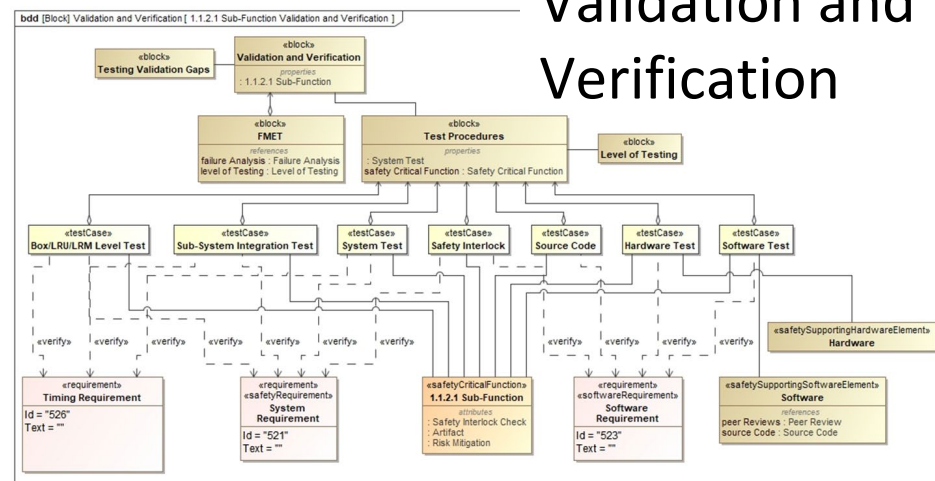 Validation and
Verification
bdd [Block] Validation and Verification [ 1.1.2.1 Sub-Function Validation and Verification ]
«block»
Testing Validation Gaps
«block»
Validation and Verification
properties
: 1.1.2.1 Sub-Function
«block»
FMET
references
failure Analysis : Failure Analysis
level of Testing : Level of Testing
«block»
Test Procedures
properties
: System Test
safety Critical Function : Safety Critical Function
«block»
Level of Testing
«testCase»
Box/LRU/LRM Level Test
«testCase»
Sub-System Integration Test
«testCase»
System Test
«testCase»
Safety Interlock
«testCase»
Source Code
«testCase»
Hardware Test
«testCase»
Software Test
«safetySupportingHardwareElement»
Hardware
«verify»
«verify»
«verify»
«verify»
«verify»
«verify»
«verify»
«verify»
«verify»
«requirement»
Timing Requirement
Id = "526"
Text = ""
«requirement»
«safetyRequirement»
System
Requirement
Id = "521"
Text = ""
«safetyCriticalFunction»
1.1.2.1 Sub-Function
attributes
: Safety Interlock Check
: Artifact
: Risk Mitigation
«requirement»
«softwareRequirement»
Software
Requirement
Id = "523"
Text = ""
«safetySupportingSoftwareElement»
Software
references
peer Reviews : Peer Review
source Code : Source Code